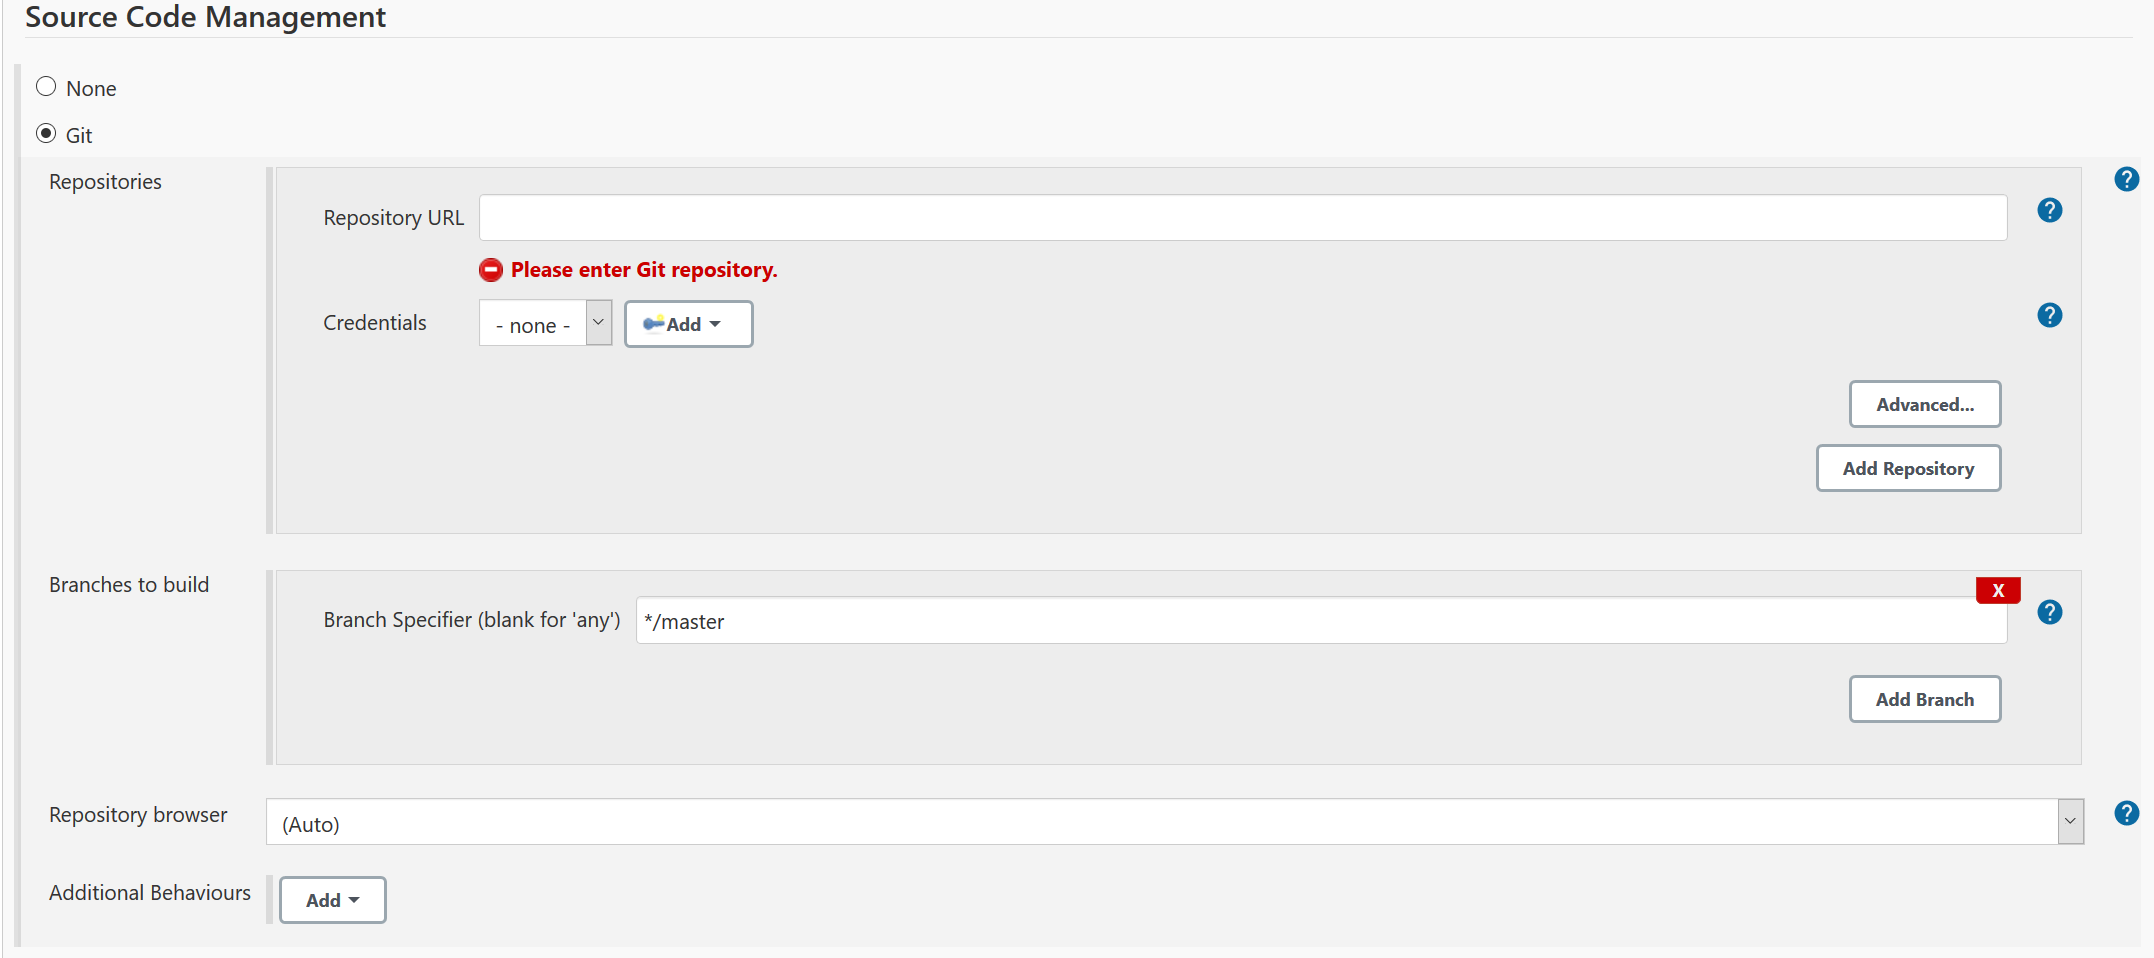 Source Code Management
None
Git
Repositories
Repository URL
Please enter Git repository.
Credentials - none - Add
Advanced...
Add Repository
Branches to build
X
Branch Specifier (blank for 'any') */master
Add Branch
Repository browser (Auto)
Additional Behaviours Add